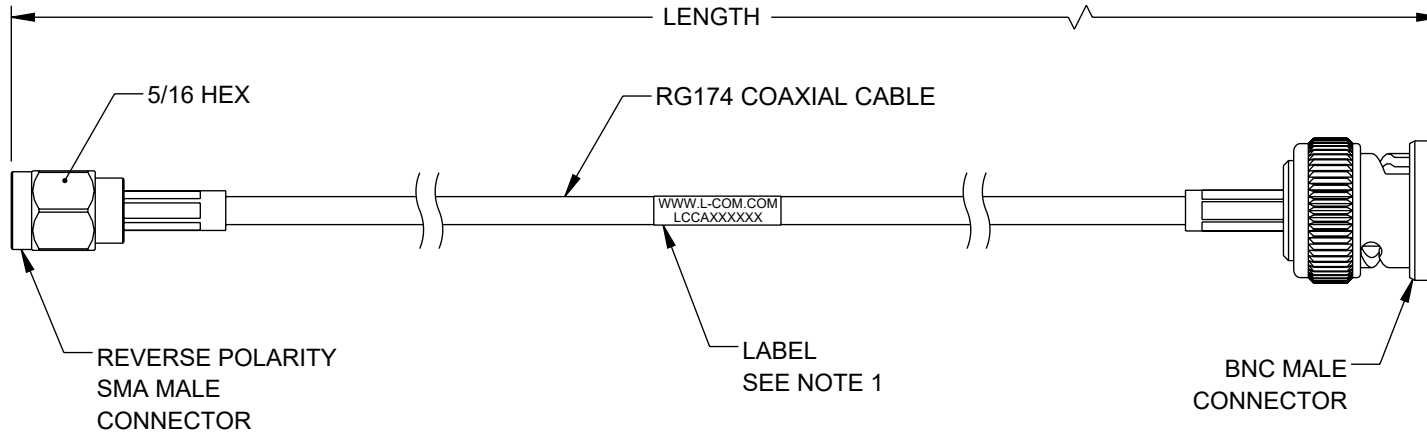 LENGTH
5/16 HEX
RG174 COAXIAL CABLE
WWW.L-COM.COM
LCCAXXXXXX
REVERSE POLARITY
SMA MALE
CONNECTOR
LABEL
SEE NOTE 1
BNC MALE
CONNECTOR